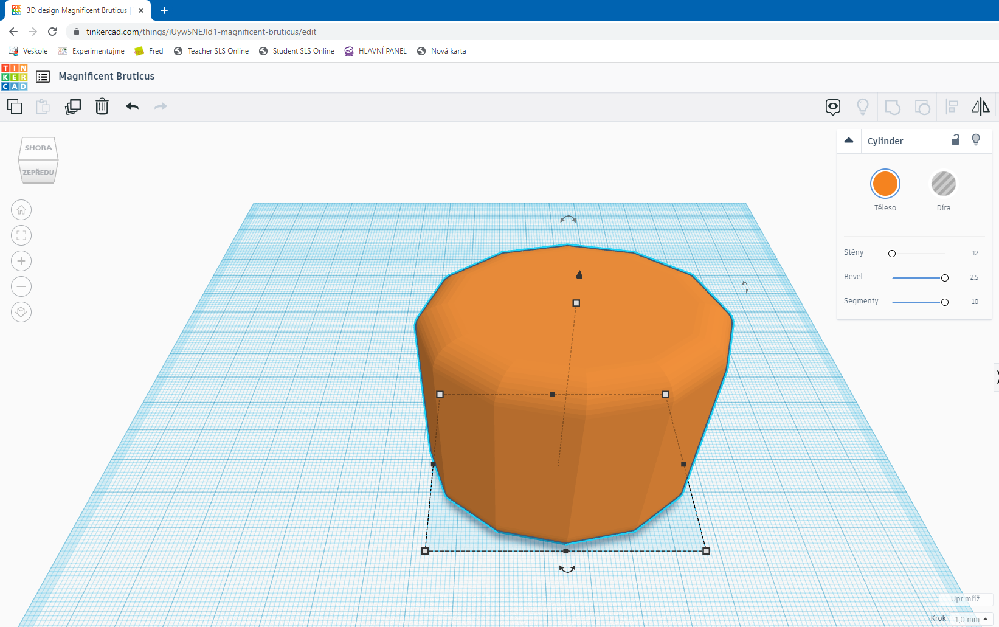 3D design Magnificent Bruticus |
tinkercad.com/things/iUyw5NEJId1-magnificent-bruticus/edit
Veškole Experimentujme Fred Teacher SLS Online Student SLS Online HLAVNÍ PANEL Nová karta
TIN
KER
CAD
Magnificent Bruticus
SHORA
ZEPŘEDU
Cylinder
Těleso Díra
Stěny 12
Bevel 2.5
Segmenty 10
Upr.mříž.
Krok 1,0 mm